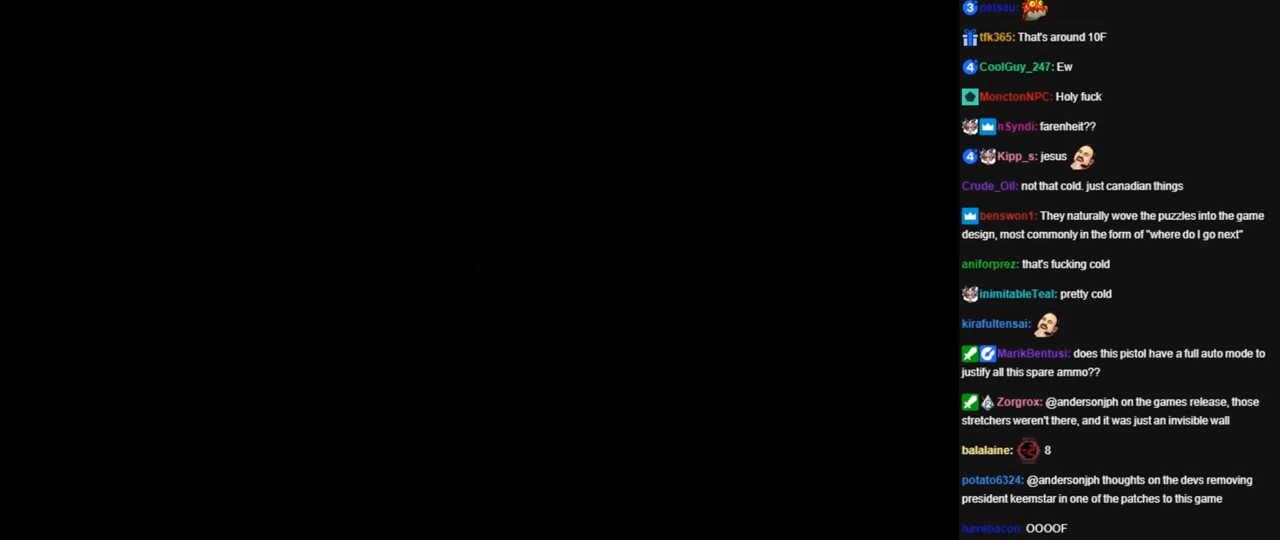 petsau:
tfk365: That's around 10F
CoolGuy_247: Ew
MonctonNPC: Holy fuck
nSyndi: farenheit??
Kipp_s: jesus
Crude_Oil: not that cold. just canadian things
benswon1: They naturally wove the puzzles into the game
design, most commonly in the form of "where do I go next"
aniforprez: that's fucking cold
inimitableTeal: pretty cold
kirafultensai:
MarikBentusi: does this pistol have a full auto mode to
justify all this spare ammo??
Zorgrox: @andersonjph on the games release, those
stretchers weren't there, and it was just an invisible wall
balalaine: -2 8
potato6324: @andersonjph thoughts on the devs removing
president keemstar in one of the patches to this game
havebacon: OOOOF